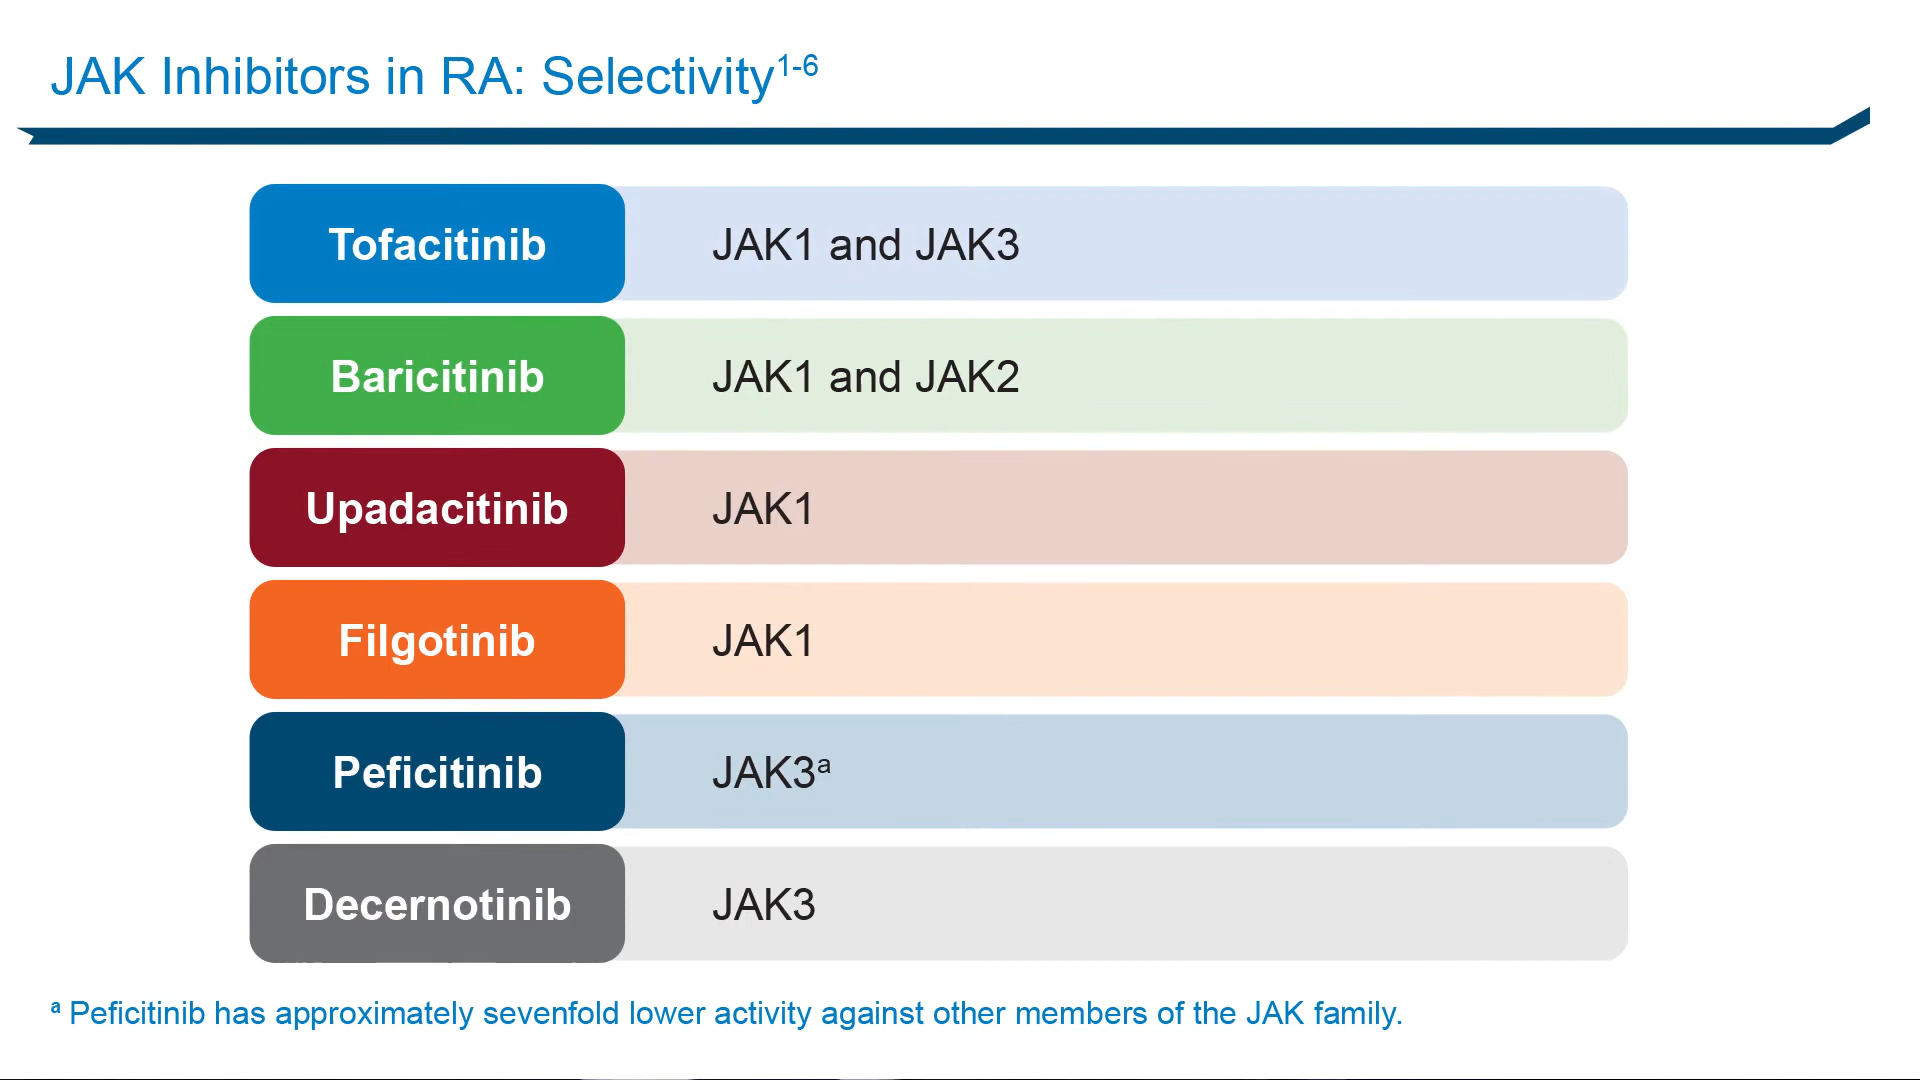 JAK Inhibitors in RA: Selectivity1-6
Tofacitinib JAK1 and JAK3
Baricitinib JAK1 and JAK2
Upadacitinib JAK1
Filgotinib JAK1
Peficitinib JAK3a
Decernotinib JAK3
a Peficitinib has approximately sevenfold lower activity against other members of the JAK family.